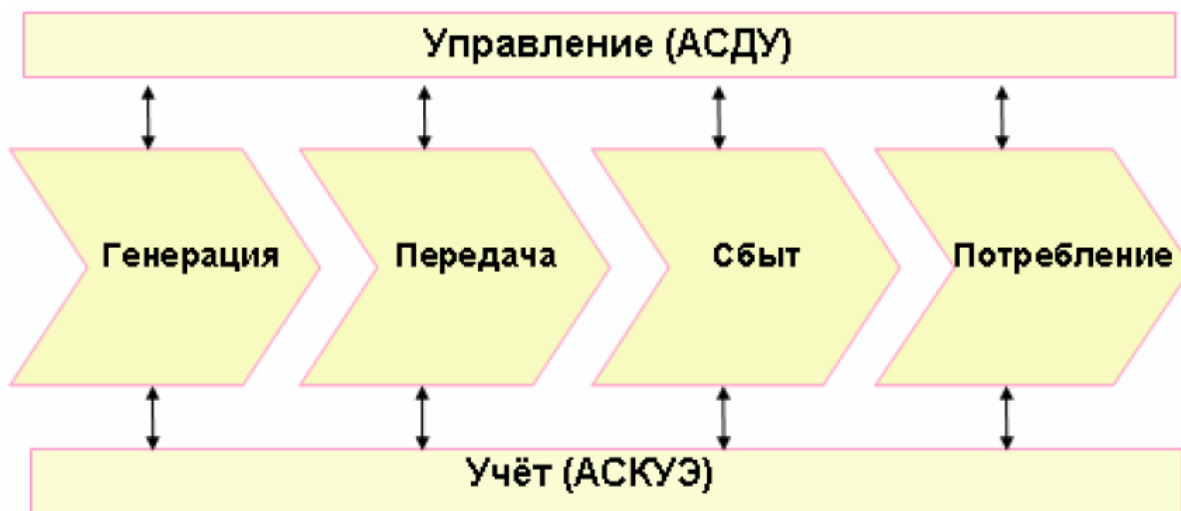 Управление (АСДУ)
Генерация
Передача
Сбыт
Потребление
Учёт (АСКУЭ)